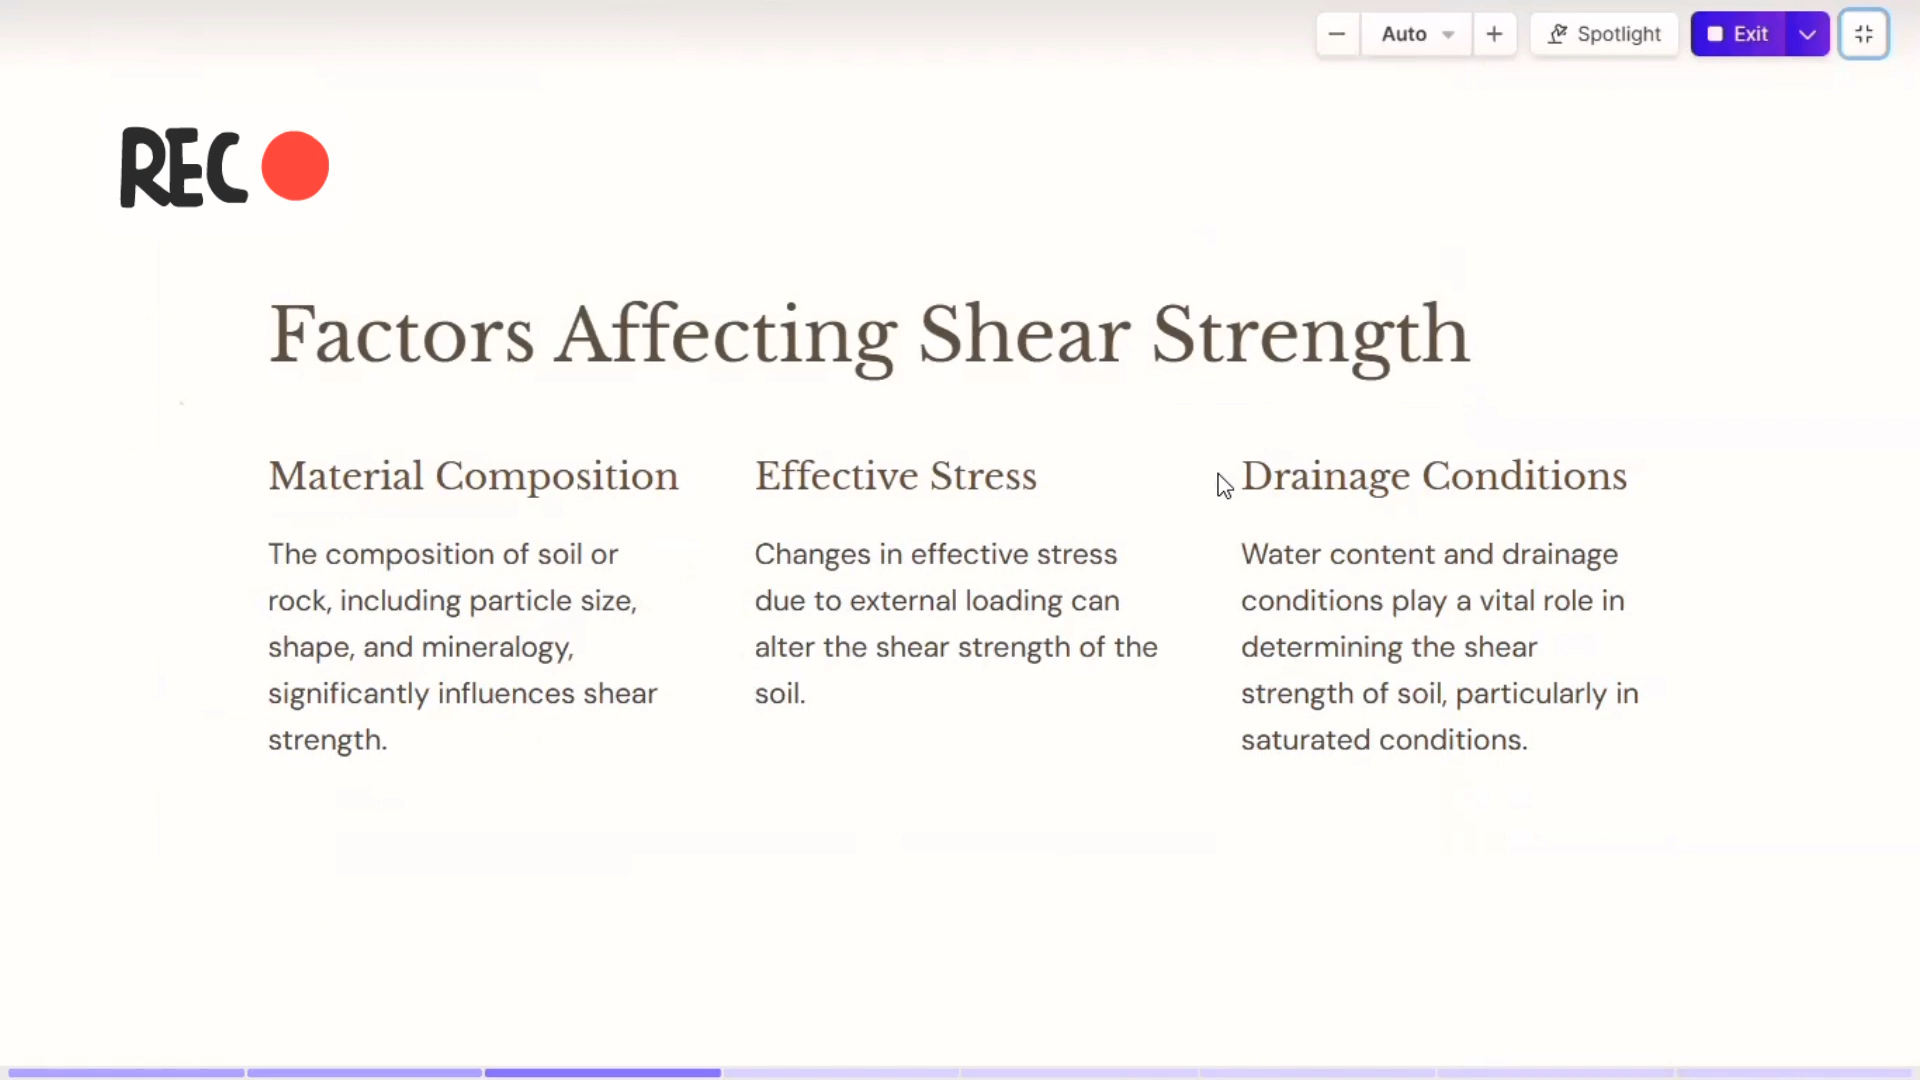 Auto
Spotlight
Exit
REC
Factors Affecting Shear Strength
Material Composition
The composition of soil or
rock, including particle size,
shape, and mineralogy,
significantly influences shear
strength.
Effective Stress
Changes in effective stress
due to external loading can
alter the shear strength of the
soil.
Drainage Conditions
Water content and drainage
conditions play a vital role in
determining the shear
strength of soil, particularly in
saturated conditions.